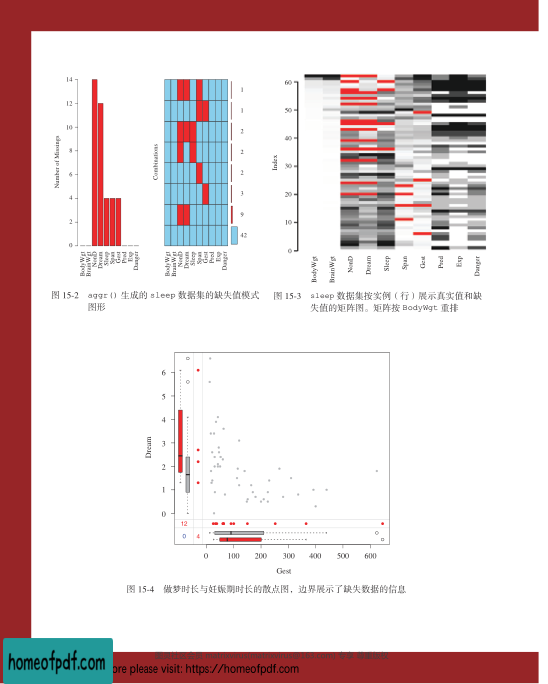 14
12
10
8
6
4
2
0
Number of Missings
BodyWgt
BrainWgt
NonD
Dream
Sleep
Span
Gest
Pred
Exp
Danger
Combinations
1
1
2
2
2
3
9
42
BodyWgt
BrainWgt
NonD
Dream
Sleep
Span
Gest
Pred
Exp
Danger
60
50
40
30
20
10
0
Index
BodyWgt
BrainWgt
NonD
Dream
Sleep
Span
Gest
Pred
Exp
Danger
图 15-2 aggr()生成的 sleep 数据集的缺失值模式
图形
图 15-3 sleep 数据集按实例（行）展示真实值和缺
失值的矩阵图。矩阵按 BodyWgt 重排
6
5
4
3
2
1
0
Dream
12
0
4
0 100 200 300 400 500 600
Gest
图 15-4 做梦时长与妊娠期时长的散点图，边界展示了缺失数据的信息
homeofpdf.com
ore please visit: https://homeofpdf.com